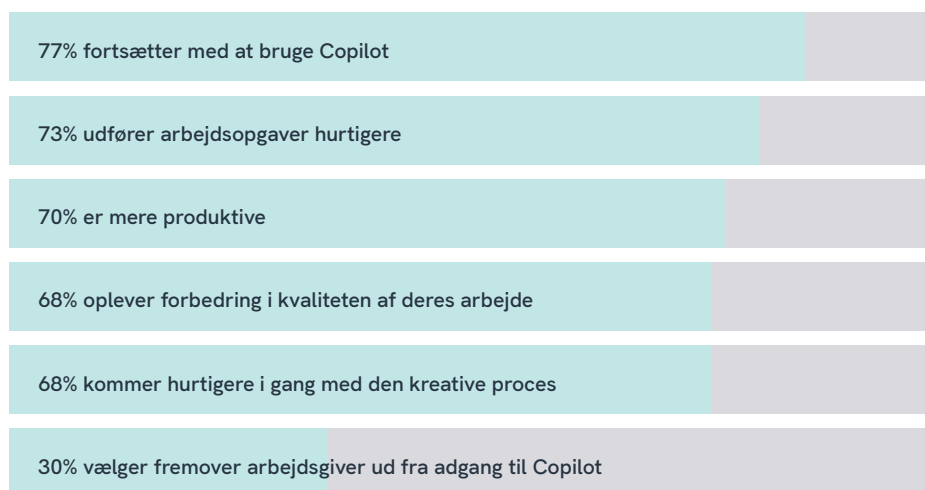 77% fortsætter med at bruge Copilot
73% udfører arbejdsopgaver hurtigere
70% er mere produktive
68% oplever forbedring i kvaliteten af deres arbejde
68% kommer hurtigere i gang med den kreative proces
30% vælger fremover arbejdsgiver ud fra adgang til Copilot